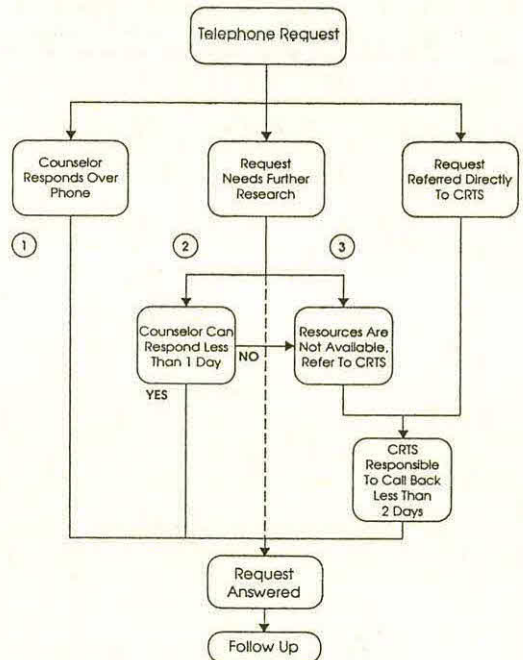 Telephone Request
Counselor
Responds Over
Phone
Request
Needs Further
Research
Request
Referred Directly
To CRTS
1
2
3
Counselor Can
Respond Less
Than 1 Day
NO
YES
Resources Are
Not Available,
Refer To CRTS
CRTS
Responsible
To Call Back
Less Than
2 Days
Request
Answered
Follow Up